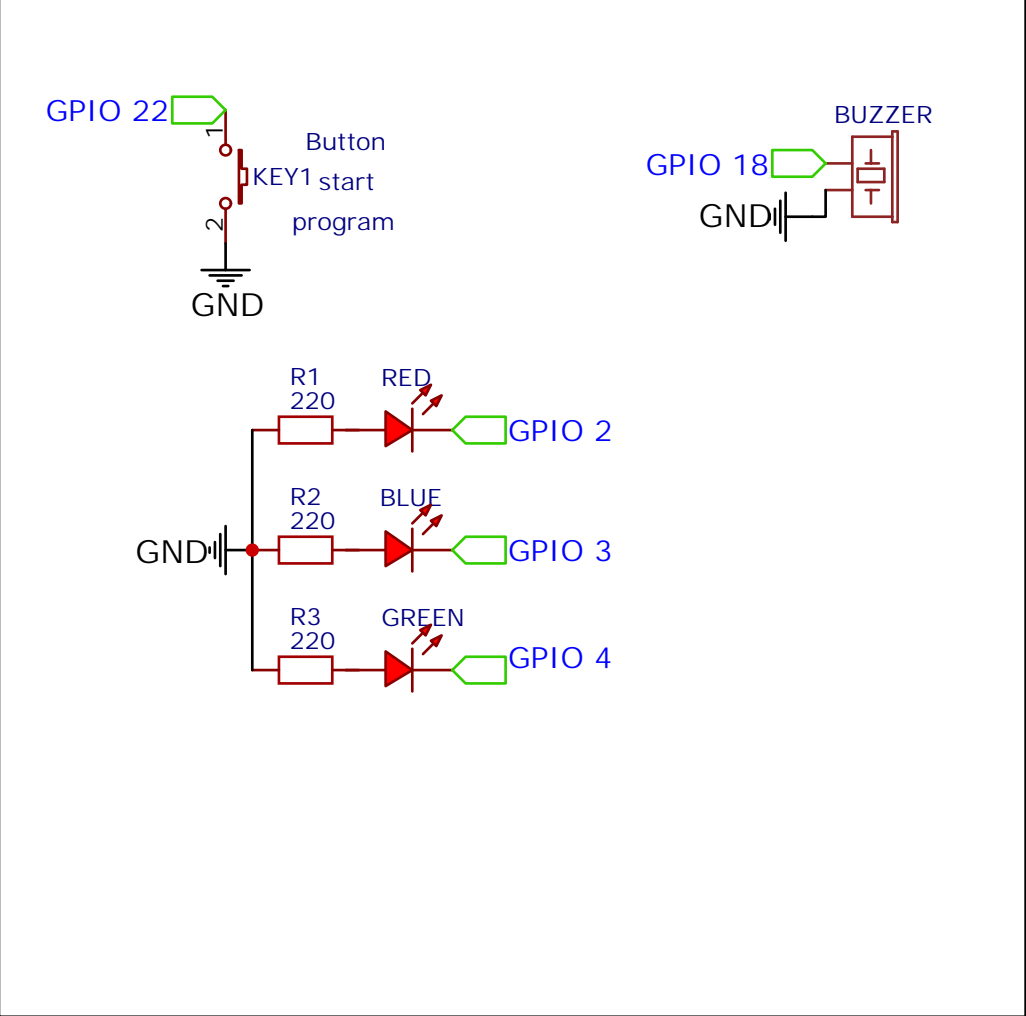 GPIO 22
1
Button
KEY1 start
program
2
GND
BUZZER
GPIO 18
GND
R1
220
RED
GPIO 2
R2
220
BLUE
GND
GPIO 3
R3
220
GREEN
GPIO 4